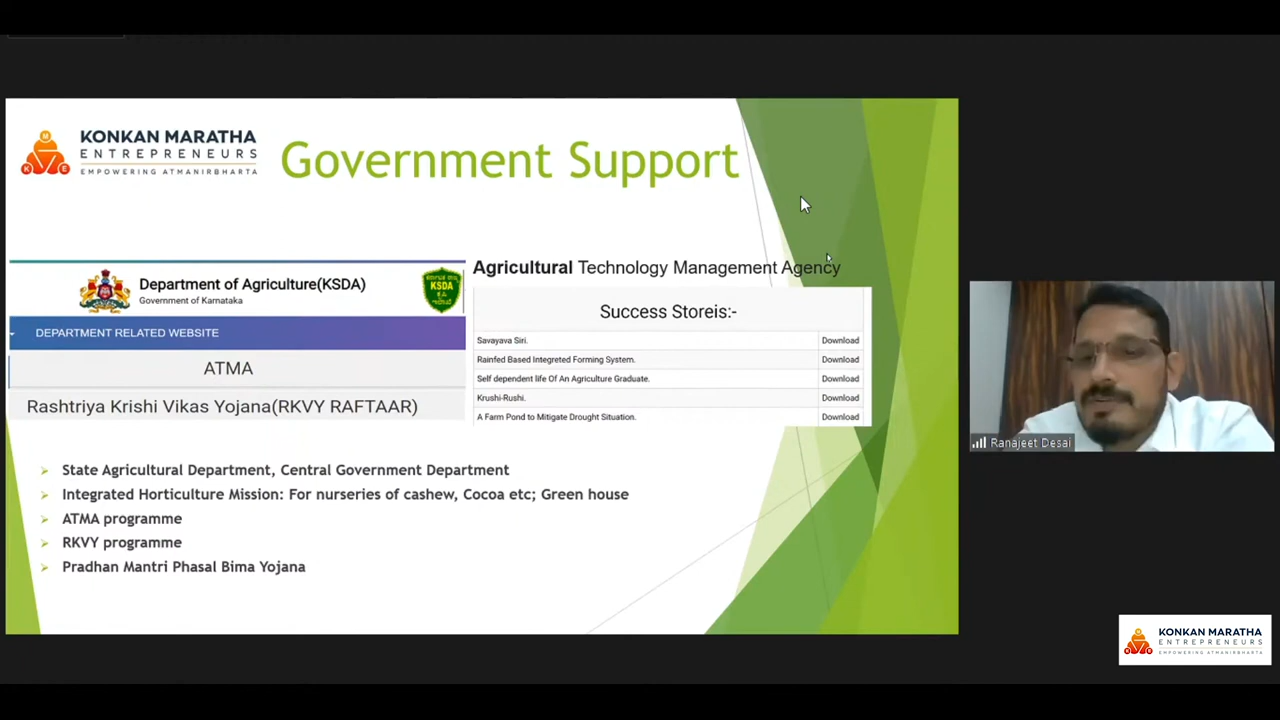 KONKAN MARATHA
ENTREPRENEURS
EMPOWERING ATMANIRBHARTA
M
K
E
Government Support
Department of Agriculture(KSDA)
Government of Karnataka
KSDA
DEPARTMENT RELATED WEBSITE
ATMA
Rashtriya Krishi Vikas Yojana(RKVY RAFTAAR)
Agricultural Technology Management Agency
Success Storeis:-
Savayava Siri. Download
Rainfed Based Integreted Forming System. Download
Self dependent life Of An Agriculture Graduate. Download
Krushi-Rushi. Download
A Farm Pond to Mitigate Drought Situation. Download
State Agricultural Department, Central Government Department
Integrated Horticulture Mission: For nurseries of cashew, Cocoa etc; Green house
ATMA programme
RKVY programme
Pradhan Mantri Phasal Bima Yojana
Ranajeet Desai
KONKAN MARATHA
ENTREPRENEURS
EMPOWERING ATMANIRBHARTA